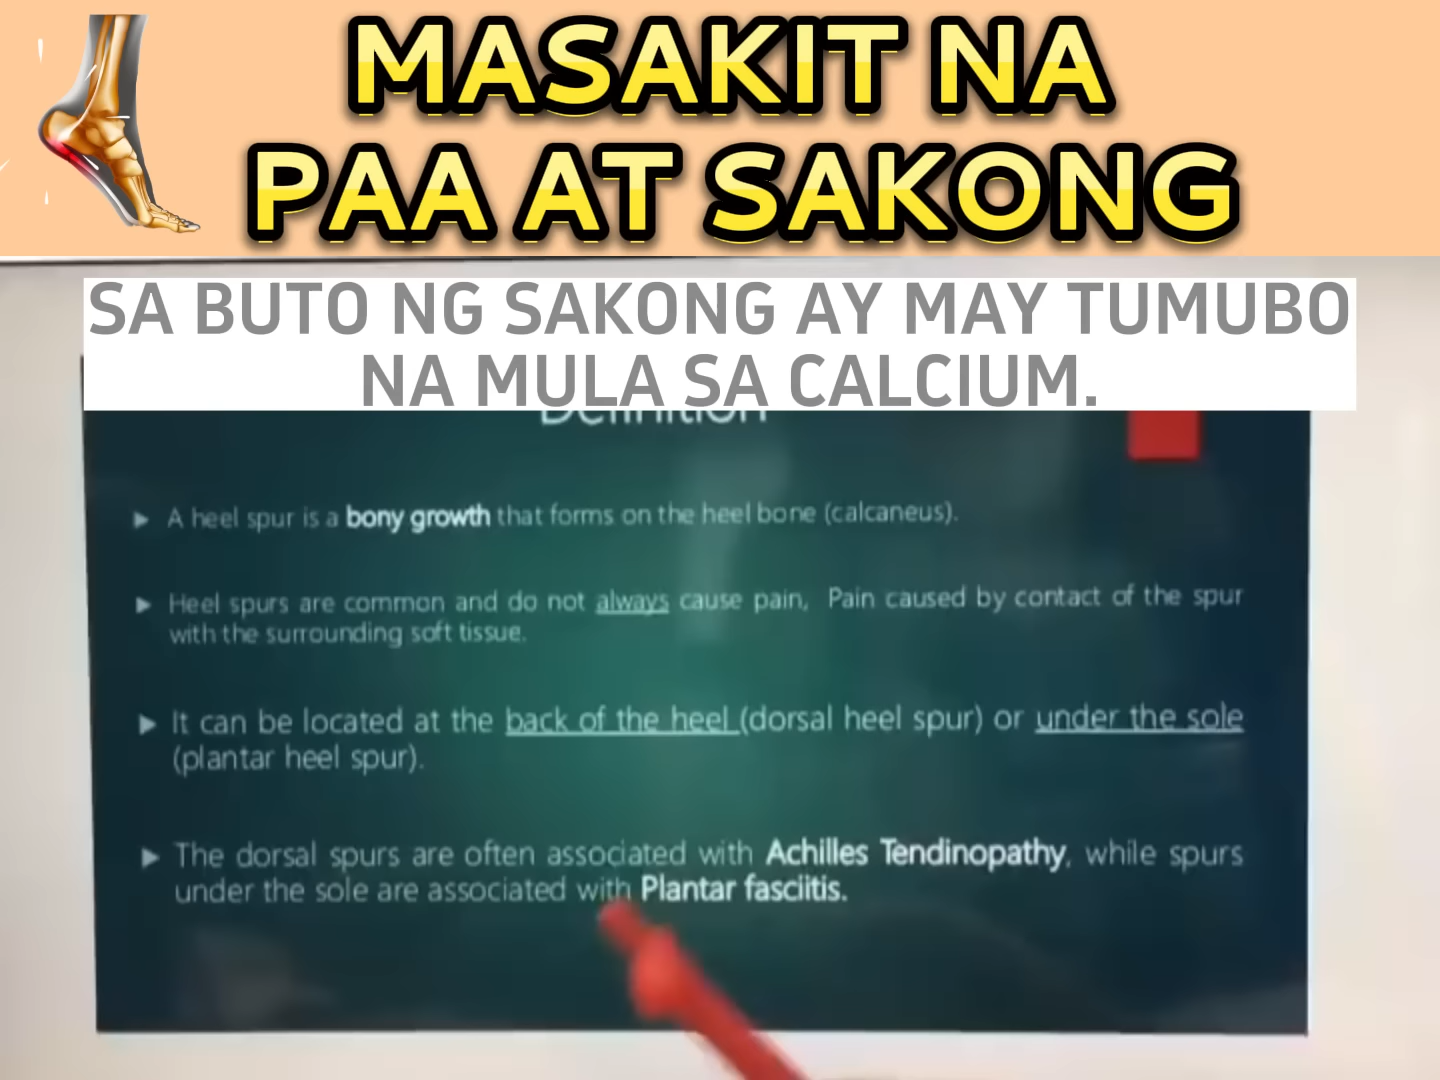 MASAKIT NA
PAA AT SAKONG
SA BUTO NG SAKONG AY MAY TUMUBO
NA MULA SA CALCIUM.
Definition
► A heel spur is a bony growth that forms on the heel bone (calcaneus).
► Heel spurs are common and do not always cause pain, Pain caused by contact of the spur
with the surrounding soft tissue.
► It can be located at the back of the heel (dorsal heel spur) or under the sole
(plantar heel spur).
► The dorsal spurs are often associated with Achilles Tendinopathy, while spurs
under the sole are associated with Plantar fasciitis.